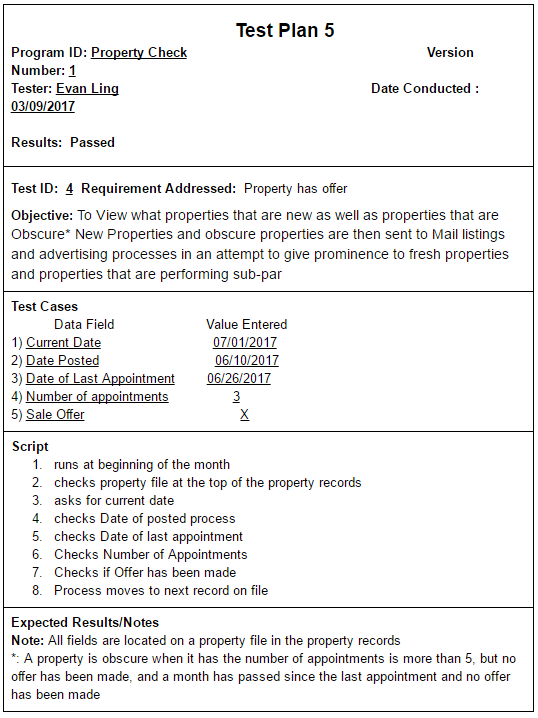 Test Plan 5
Program ID: Property Check Version
Number: 1
Tester: Evan Ling Date Conducted :
03/09/2017
Results: Passed
Test ID: 4 Requirement Addressed: Property has offer
Objective: To View what properties that are new as well as properties that are
Obscure* New Properties and obscure properties are then sent to Mail listings
and advertising processes in an attempt to give prominence to fresh properties
and properties that are performing sub-par
Test Cases
Data Field Value Entered
1) Current Date 07/01/2017
2) Date Posted 06/10/2017
3) Date of Last Appointment 06/26/2017
4) Number of appointments 3
5) Sale Offer X
Script
1. runs at beginning of the month
2. checks property file at the top of the property records
3. asks for current date
4. checks Date of posted process
5. checks Date of last appointment
6. Checks Number of Appointments
7. Checks if Offer has been made
8. Process moves to next record on file
Expected Results/Notes
Note: All fields are located on a property file in the property records
*: A property is obscure when it has the number of appointments is more than 5, but no
offer has been made, and a month has passed since the last appointment and no offer
has been made